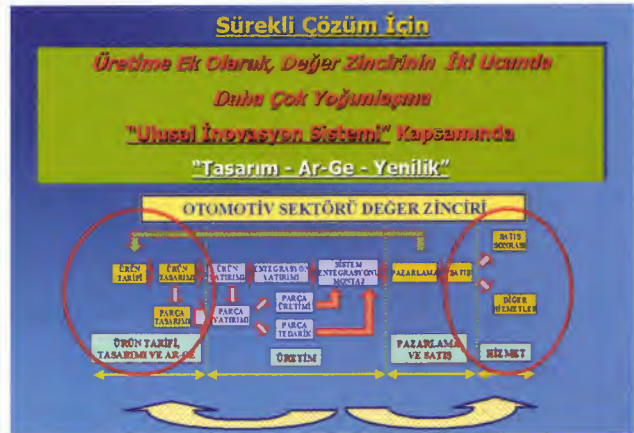 Sürekli Çözüm İçin
Üretime Ek Olarak, Değer Zincirinin İki Ucunda
Daha Çok Yoğunlaşma
"Ulusal İnovasyon Sistemi" Kapsamında
"Tasarım - Ar-Ge - Yenilik"
OTOMOTİV SEKTÖRÜ DEĞER ZİNCİRİ
SATIŞ
SONRASI
ÜRÜN
TARİFİ
ÜRÜN
TASARIMI
ÜRÜN
YATIRIMI
ENTEGRASYON
YATIRIMI
SİSTEM
ENTEGRASYONU
MONTAJ
PAZARLAMA
SATIŞ
PARÇA
TASARIMI
PARÇA
YATIRIMI
PARÇA
ÜRETİMİ
PARÇA
TEDARİK
DİĞER
HİZMETLER
ÜRÜN TARİFİ,
TASARIMI VE AR-GE
ÜRETİM
PAZARLAMA
VE SATIŞ
HİZMET